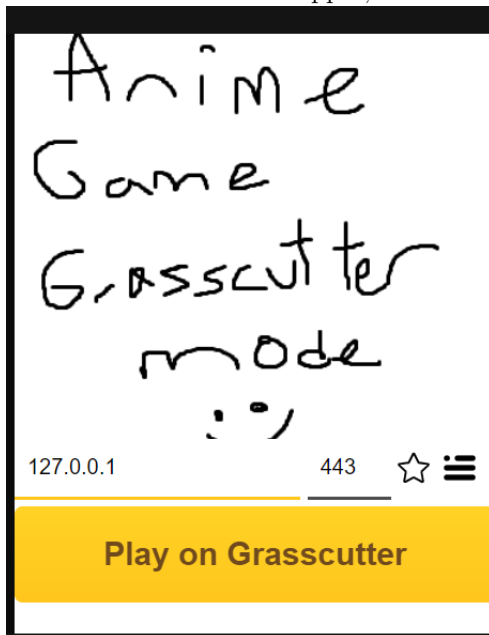 Anime
Game
Grasscutter
mode
:)
127.0.0.1 443
Play on Grasscutter